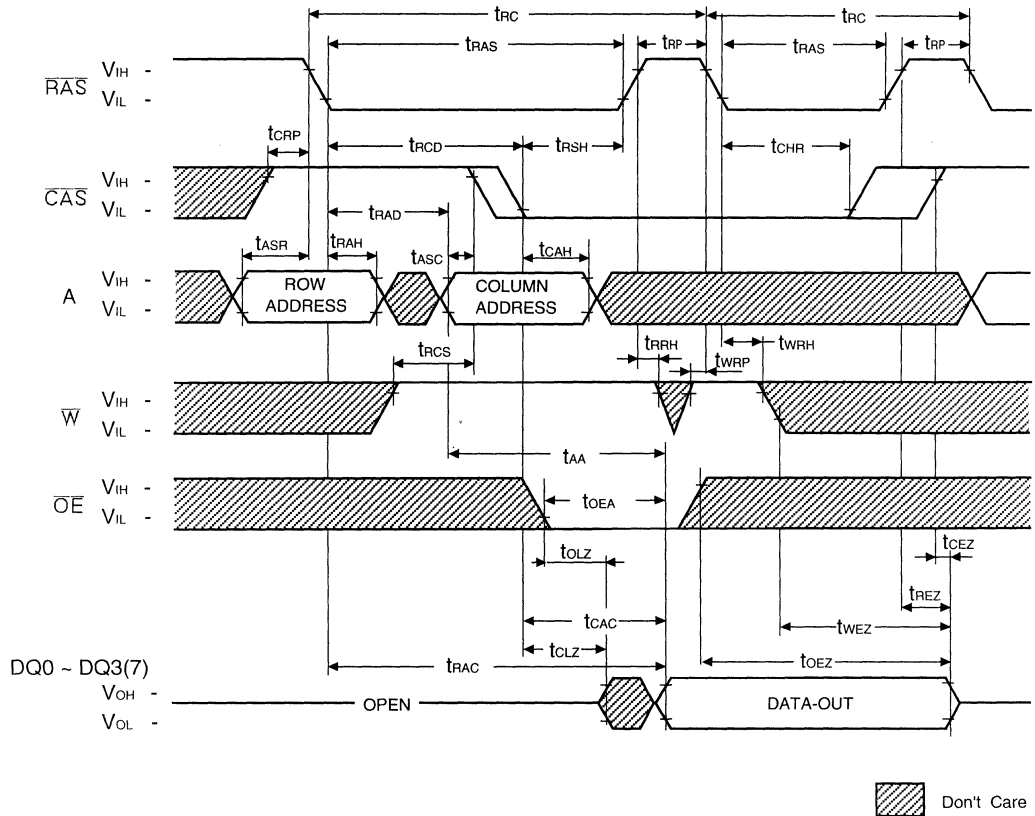 tRC tRC
tRAS tRP tRAS tRP
RAS VIH -
VIL -
tCRP tRCD tRSH tCHR
CAS VIH -
VIL -
tRAD
tASR tRAH tASC tCAH
A VIH -
VIL -
ROW
ADDRESS
COLUMN
ADDRESS
tRCS tRRH tWRP tWRH
W VIH -
VIL -
tAA
OE VIH -
VIL -
tOEA
tOLZ tCEZ
tREZ
tCAC tWEZ
tCLZ tOEZ
tRAC
DQ0 ~ DQ3(7)
VOH -
VOL -
OPEN DATA-OUT
Don't Care